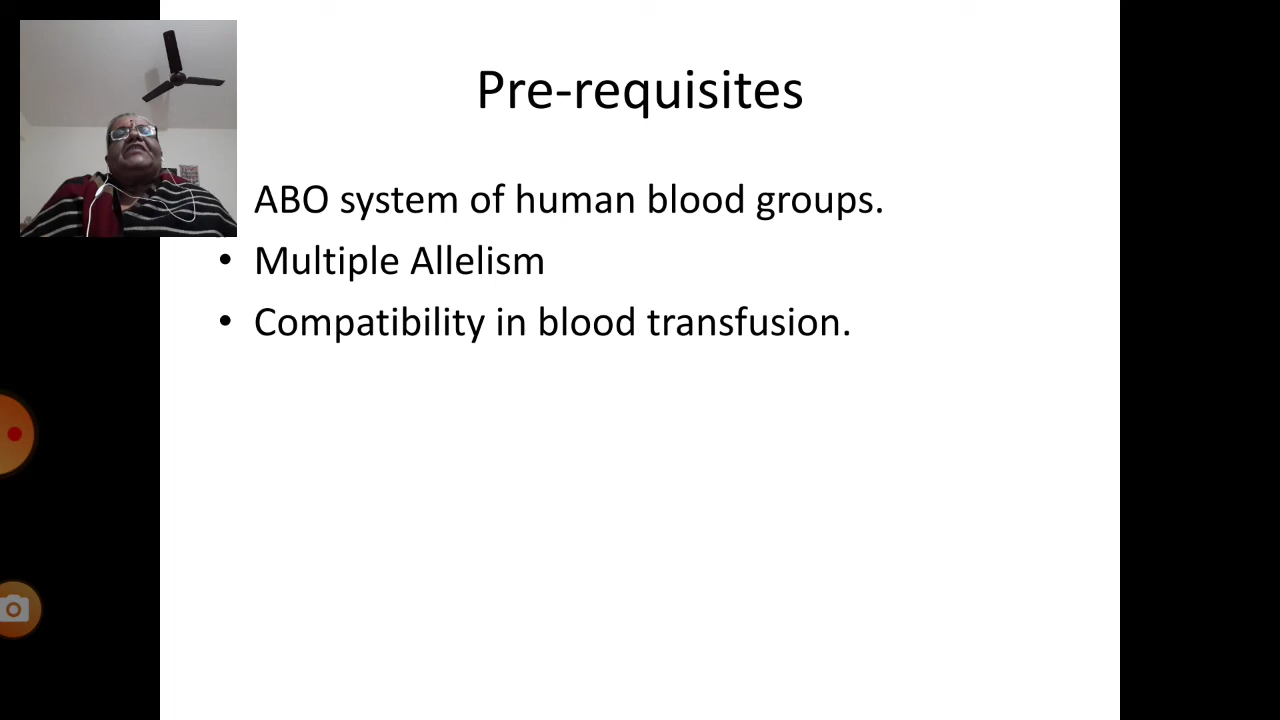 Pre-requisites
ABO system of human blood groups.
• Multiple Allelism
• Compatibility in blood transfusion.